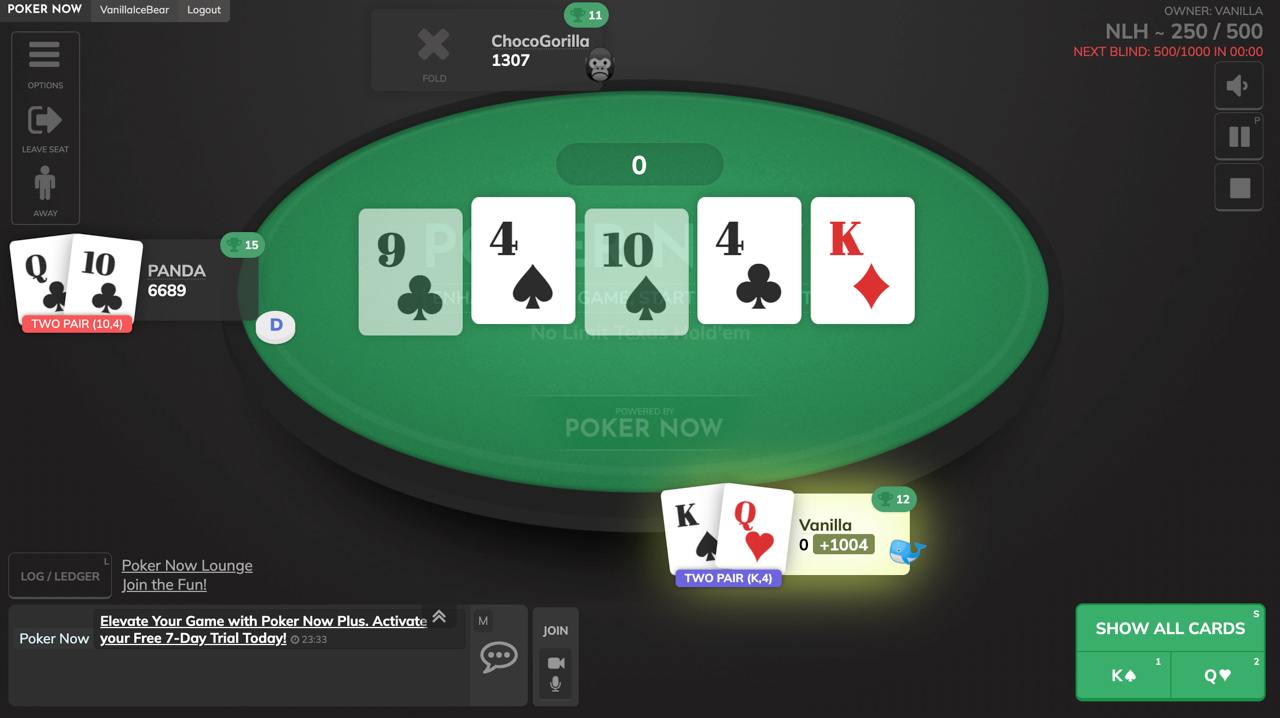 POKER NOW VanillaIceBear Logout
OPTIONS
LEAVE SEAT
AWAY
11
ChocoGorilla
1307
FOLD
OWNER: VANILLA
NLH ~ 250 / 500
NEXT BLIND: 500/1000 IN 00:00
P
0
9 4 10 4 K
No Limit Texas Hold'em
POWERED BY
POKER NOW
Q 10
PANDA
6689
15
TWO PAIR (10,4)
D
K Q
12
Vanilla
0 +1004
TWO PAIR (K,4)
LOG / LEDGER L
Poker Now Lounge
Join the Fun!
Poker Now
Elevate Your Game with Poker Now Plus. Activate
your Free 7-Day Trial Today! 23:33
M
JOIN
SHOW ALL CARDS S
K♠ 1
Q♥ 2